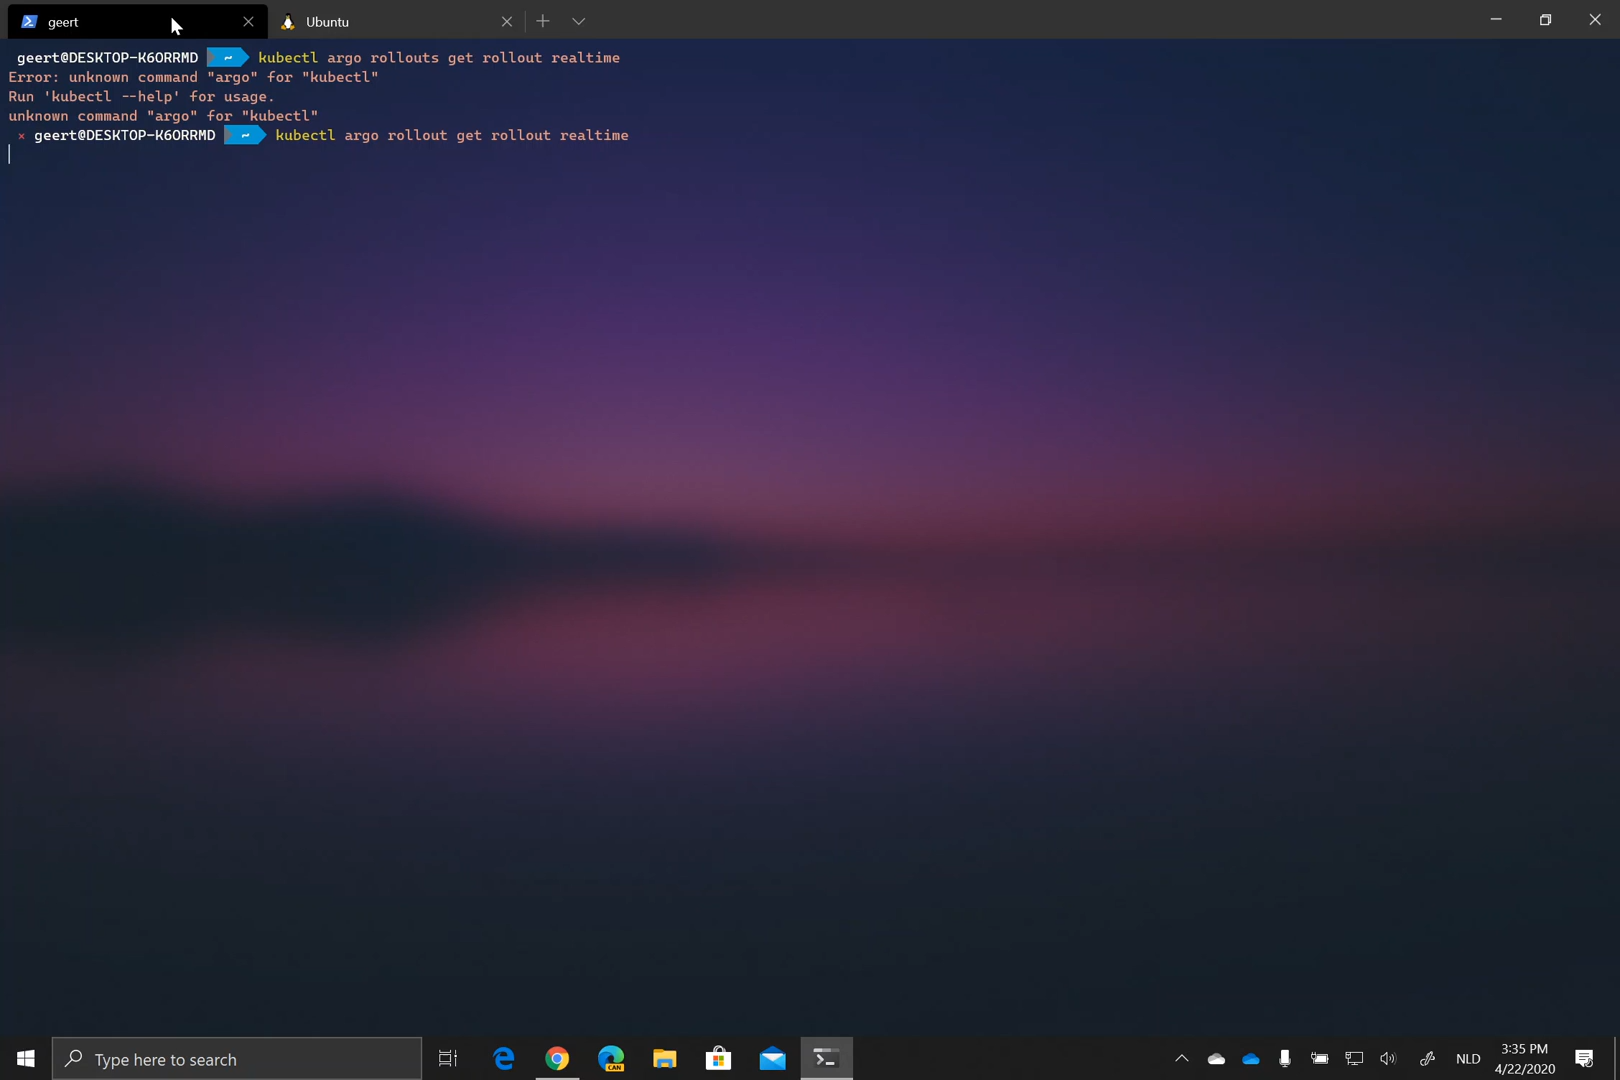 geert
Ubuntu
geert@DESKTOP-K6ORRMD ~ kubectl argo rollouts get rollout realtime
Error: unknown command "argo" for "kubectl"
Run 'kubectl --help' for usage.
unknown command "argo" for "kubectl"
× geert@DESKTOP-K6ORRMD ~ kubectl argo rollout get rollout realtime
Type here to search
CAN
NLD
3:35 PM
4/22/2020